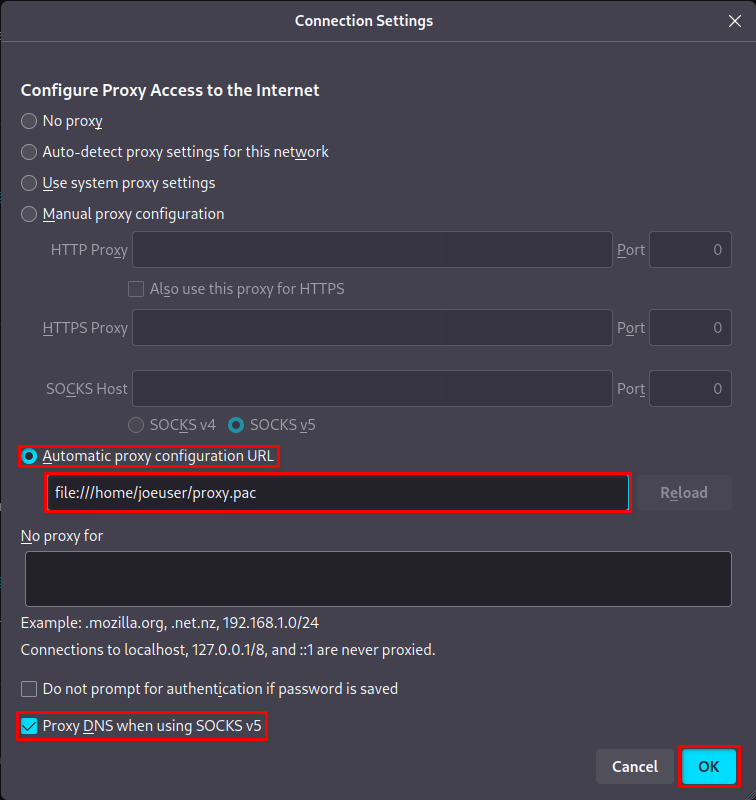 Connection Settings
Configure Proxy Access to the Internet
No proxy
Auto-detect proxy settings for this network
Use system proxy settings
Manual proxy configuration
HTTP Proxy Port 0
Also use this proxy for HTTPS
HTTPS Proxy Port 0
SOCKS Host Port 0
SOCKS v4 SOCKS v5
Automatic proxy configuration URL
file:///home/joeuser/proxy.pac Reload
No proxy for
Example: .mozilla.org, .net.nz, 192.168.1.0/24
Connections to localhost, 127.0.0.1/8, and ::1 are never proxied.
Do not prompt for authentication if password is saved
Proxy DNS when using SOCKS v5
Cancel OK